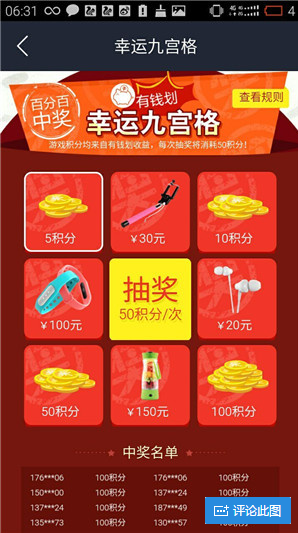 06:31
4G
4
幸运九宫格
百分百
中奖
有钱划
查看规则
幸运九宫格
游戏积分均来自有钱划收益，每次抽奖将消耗50积分！
5积分
¥30元
10积分
¥100元
抽奖
50积分/次
¥20元
50积分
¥150元
100积分
中奖名单
176***06 100积分 176***06 100积分
150***00 100积分 137***24 100积分
137***24 100积分 187***49
135***73 100积分 130***57
评论此图